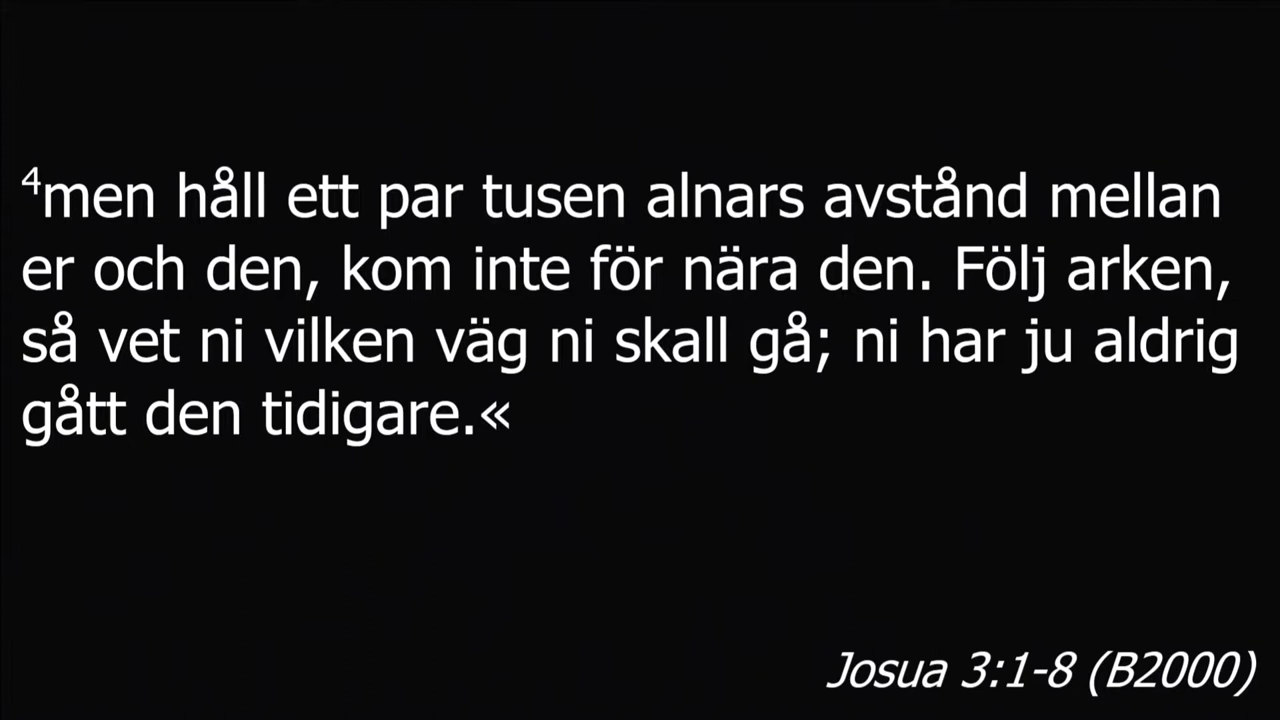 ⁴men håll ett par tusen alnars avstånd mellan
er och den, kom inte för nära den. Följ arken,
så vet ni vilken väg ni skall gå; ni har ju aldrig
gått den tidigare.«
Josua 3:1-8 (B2000)